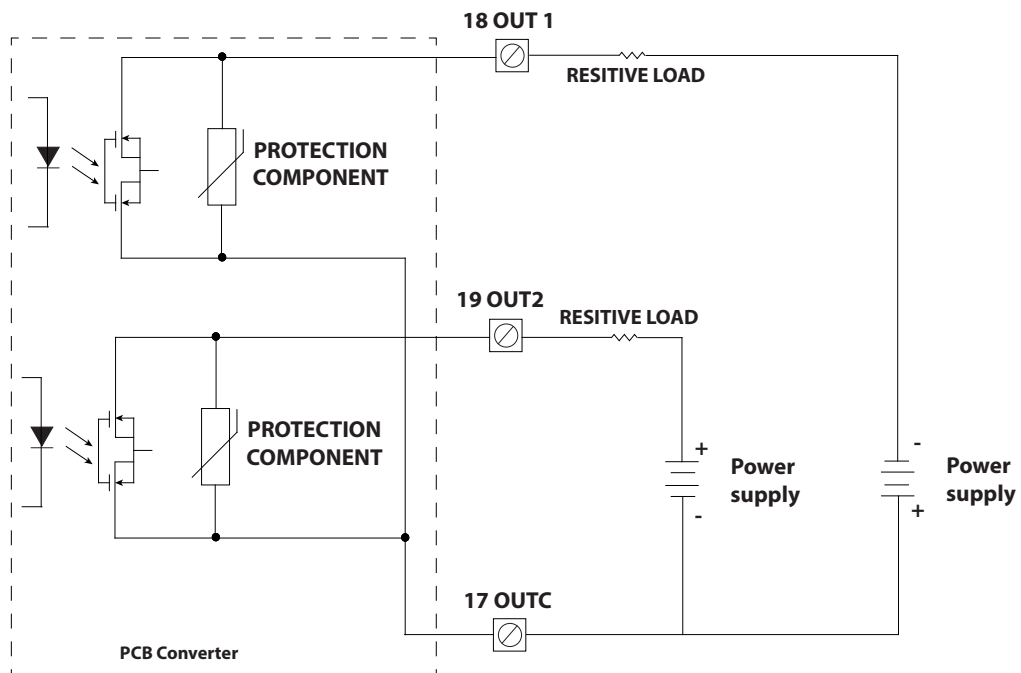 18 OUT 1
RESITIVE LOAD
PROTECTION
COMPONENT
19 OUT2
RESITIVE LOAD
PROTECTION
COMPONENT
+
Power
supply
-
-
Power
supply
+
17 OUTC
PCB Converter